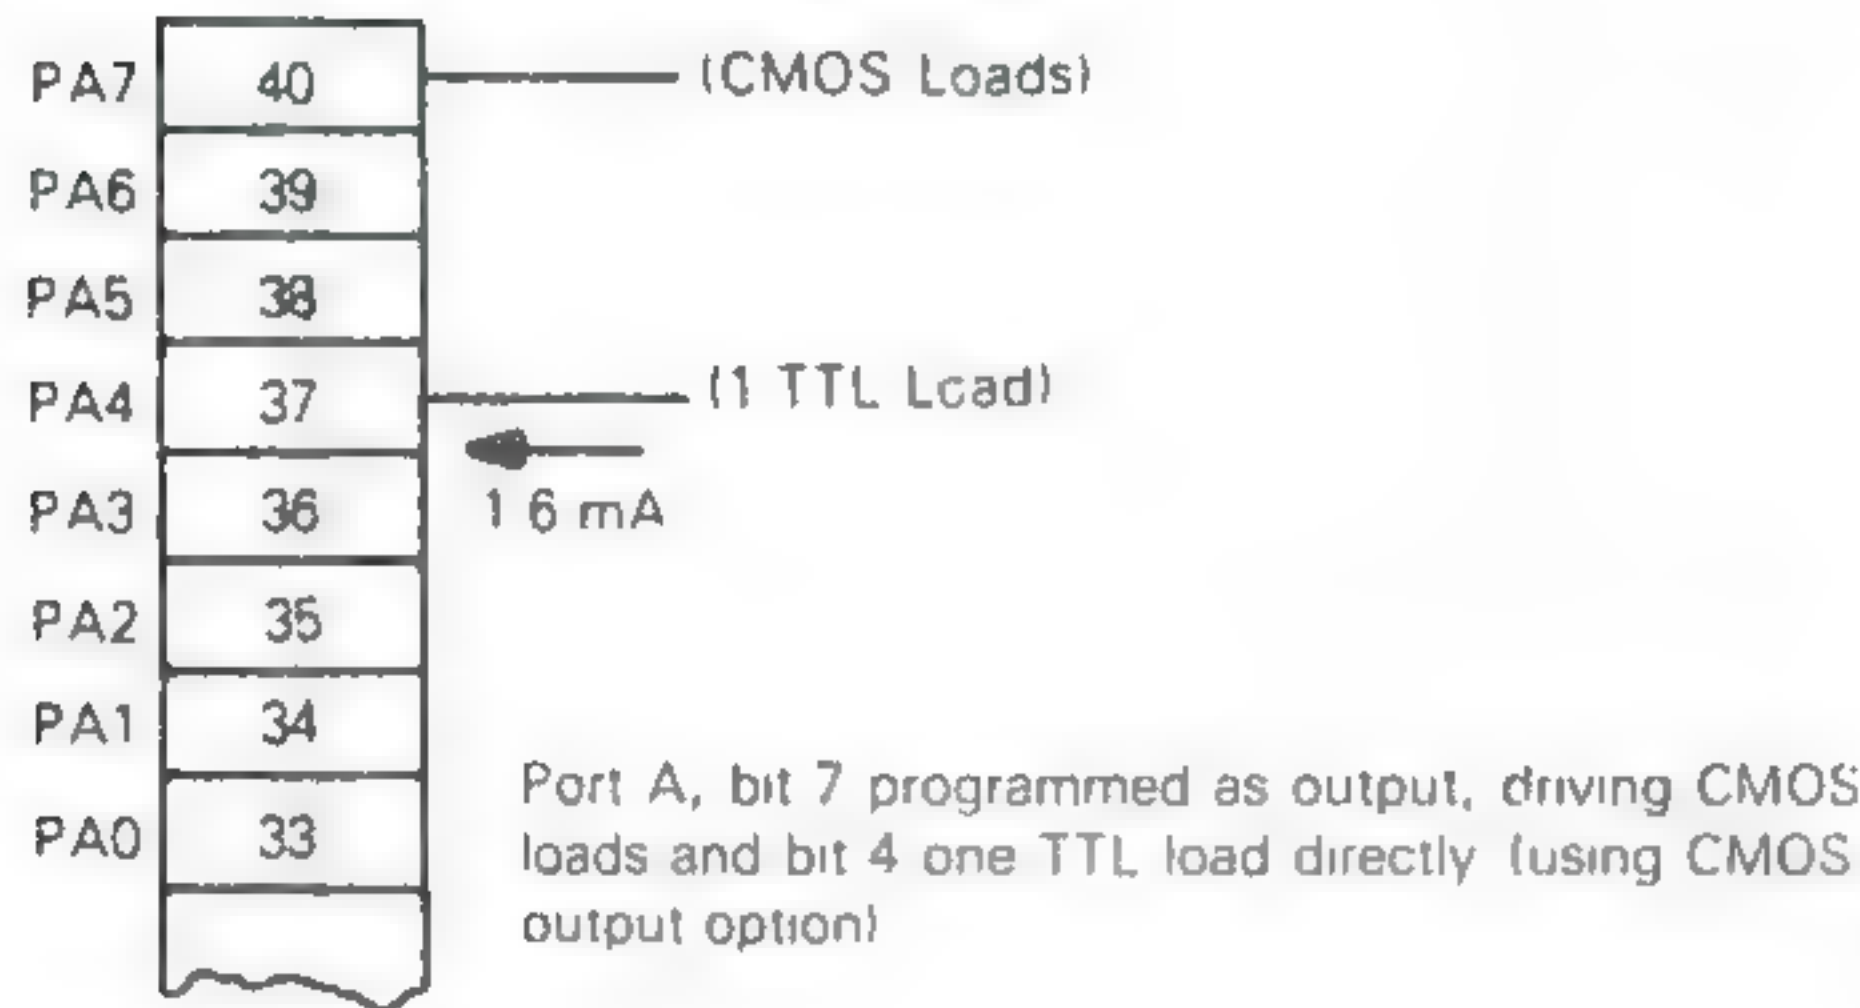 PA7 40 (CMOS Loads)
PA6 39
PA5 38
PA4 37 (1 TTL Load)
PA3 36 1 6 mA
PA2 35
PA1 34
PA0 33
Port A, bit 7 programmed as output, driving CMOS
loads and bit 4 one TTL load directly (using CMOS
output option)